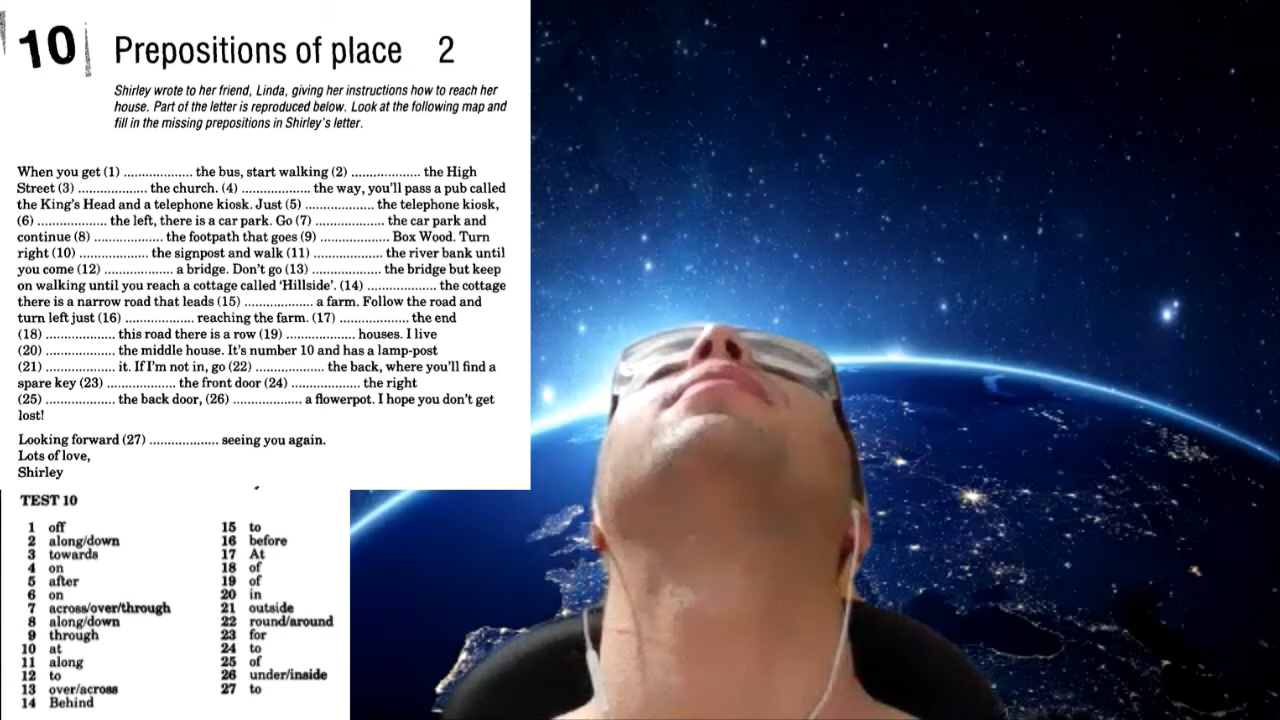 10 Prepositions of place 2
Shirley wrote to her friend, Linda, giving her instructions how to reach her
house. Part of the letter is reproduced below. Look at the following map and
fill in the missing prepositions in Shirley's letter.
When you get (1) .................. the bus, start walking (2) .................. the High
Street (3) .................. the church. (4) .................. the way, you'll pass a pub called
the King's Head and a telephone kiosk. Just (5) .................. the telephone kiosk,
(6) .................. the left, there is a car park. Go (7) .................. the car park and
continue (8) .................. the footpath that goes (9) .................. Box Wood. Turn
right (10) .................. the signpost and walk (11) .................. the river bank until
you come (12) .................. a bridge. Don't go (13) .................. the bridge but keep
on walking until you reach a cottage called 'Hillside'. (14) .................. the cottage
there is a narrow road that leads (15) .................. a farm. Follow the road and
turn left just (16) .................. reaching the farm. (17) .................. the end
(18) .................. this road there is a row (19) .................. houses. I live
(20) .................. the middle house. It's number 10 and has a lamp-post
(21) .................. it. If I'm not in, go (22) .................. the back, where you'll find a
spare key (23) .................. the front door (24) .................. the right
(25) .................. the back door, (26) .................. a flowerpot. I hope you don't get
lost!
Looking forward (27) .................. seeing you again.
Lots of love,
Shirley
TEST 10
1 off
2 along/down
3 towards
4 on
5 after
6 on
7 across/over/through
8 along/down
9 through
10 at
11 along
12 to
13 over/across
14 Behind
15 to
16 before
17 At
18 of
19 of
20 in
21 outside
22 round/around
23 for
24 to
25 of
26 under/inside
27 to